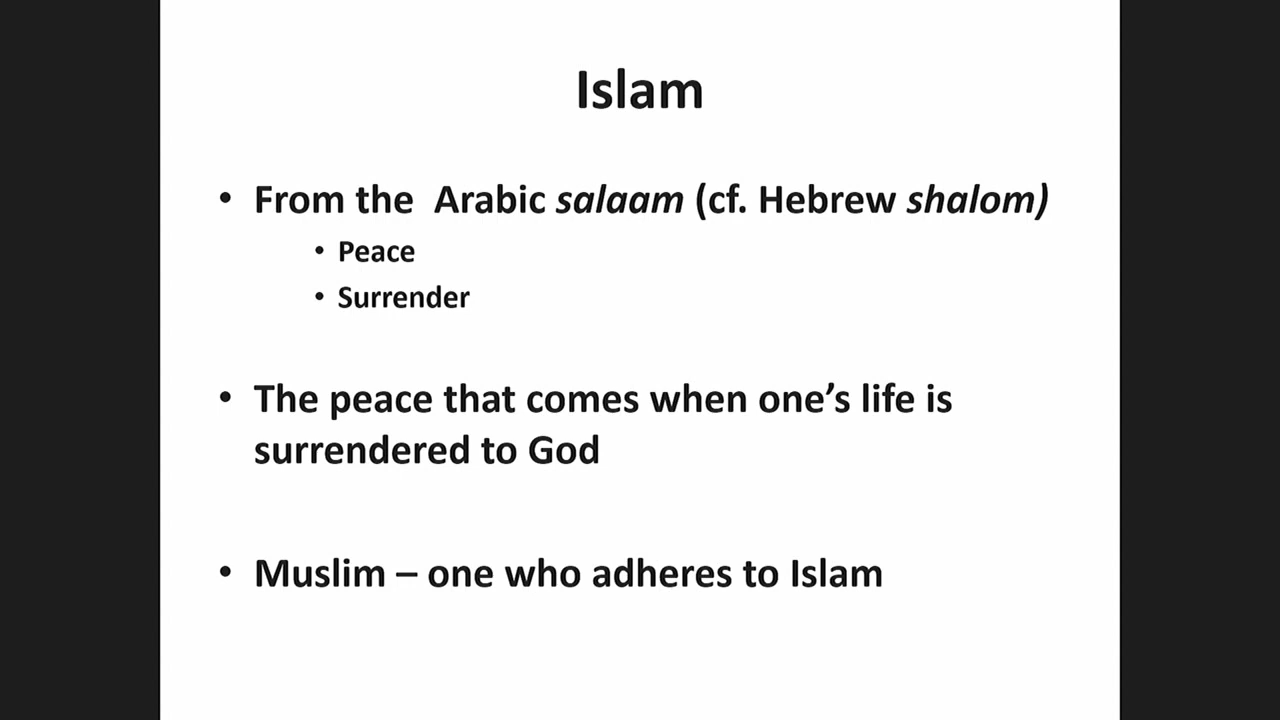 Islam
• From the  Arabic salaam (cf. Hebrew shalom)
• Peace
• Surrender
• The peace that comes when one’s life is
surrendered to God
• Muslim – one who adheres to Islam